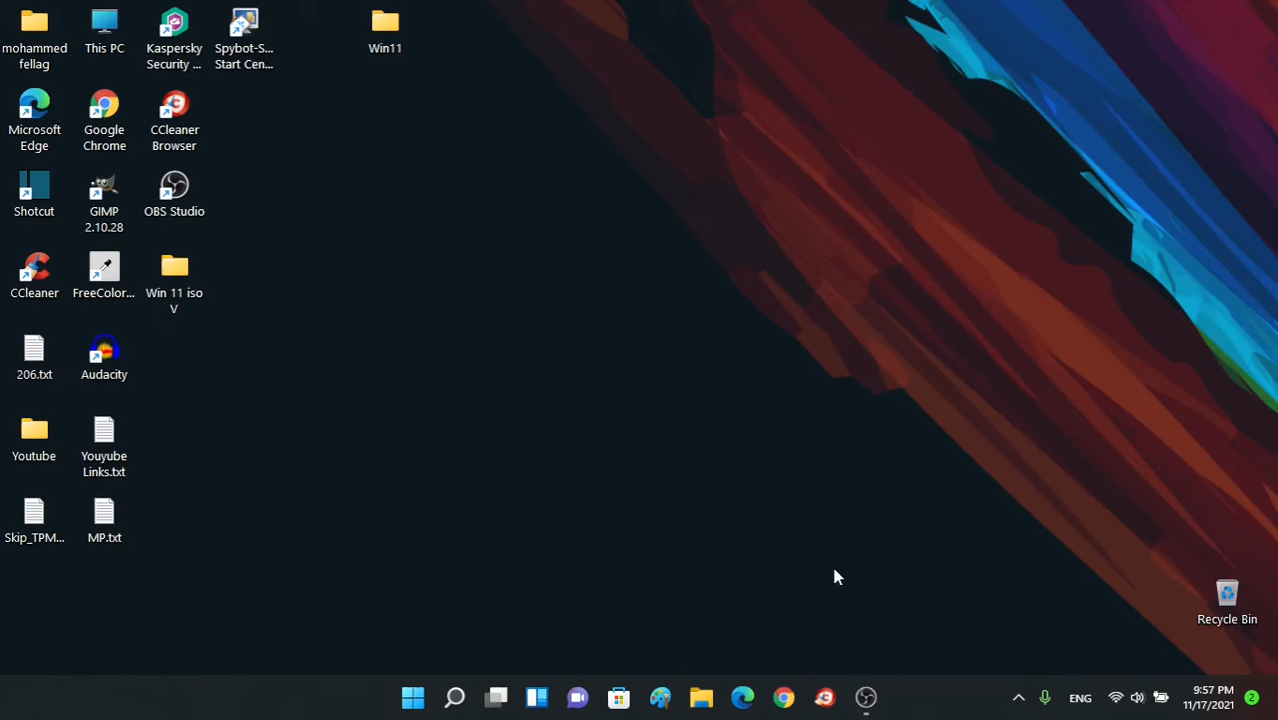 mohammed
fellag
This PC
Kaspersky
Security ...
Spybot-S...
Start Cen...
Win11
Microsoft
Edge
Google
Chrome
CCleaner
Browser
Shotcut
GIMP
2.10.28
OBS Studio
CCleaner
FreeColor...
Win 11 iso
V
206.txt
Audacity
Youtube
Youyube
Links.txt
Skip_TPM...
MP.txt
Recycle Bin
ENG
9:57 PM
11/17/2021
2